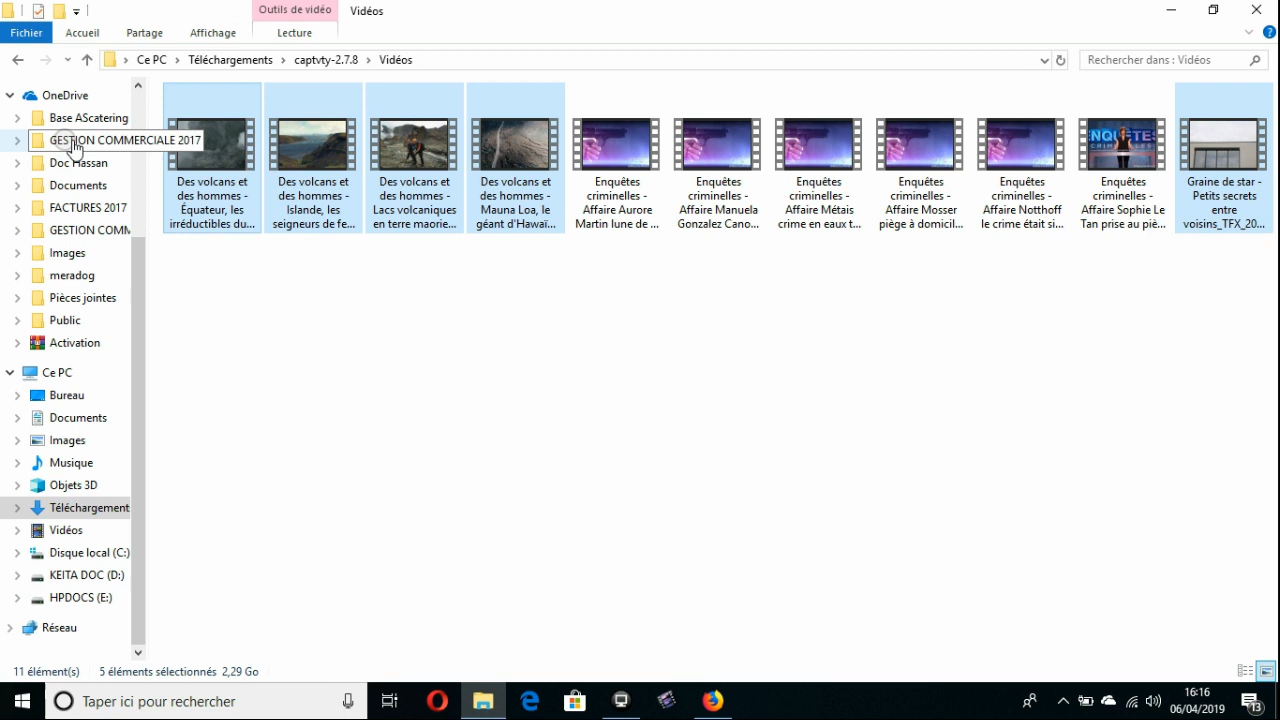 Outils de vidéo
Vidéos
Fichier
Accueil
Partage
Affichage
Lecture
Ce PC
Téléchargements
captvty-2.7.8
Vidéos
Rechercher dans : Vidéos
OneDrive
Base AScatering
GESTION COMMERCIALE 2017
Doc Hassan
Documents
FACTURES 2017
GESTION COMM
Images
meradog
Pièces jointes
Public
Activation
Ce PC
Bureau
Documents
Images
Musique
Objets 3D
Téléchargement
Vidéos
Disque local (C:)
KEITA DOC (D:)
HPDOCS (E:)
Réseau
Des volcans et
des hommes -
Équateur, les
irréductibles du...
Des volcans et
des hommes -
Islande, les
seigneurs de fe...
Des volcans et
des hommes -
Lacs volcaniques
en terre maorie...
Des volcans et
des hommes -
Mauna Loa, le
géant d'Hawaï...
Enquêtes
criminelles -
Affaire Aurore
Martin lune de ...
Enquêtes
criminelles -
Affaire Manuela
Gonzalez Cano...
Enquêtes
criminelles -
Affaire Métais
crime en eaux t...
Enquêtes
criminelles -
Affaire Mosser
piège à domicil...
Enquêtes
criminelles -
Affaire Notthoff
le crime était si...
NQUÊTES
CRIMINELLES
Enquêtes
criminelles -
Affaire Sophie Le
Tan prise au piè...
Graine de star -
Petits secrets
entre
voisins_TFX_20...
11 élément(s)
5 éléments sélectionnés 2,29 Go
Taper ici pour rechercher
16:16
06/04/2019
13